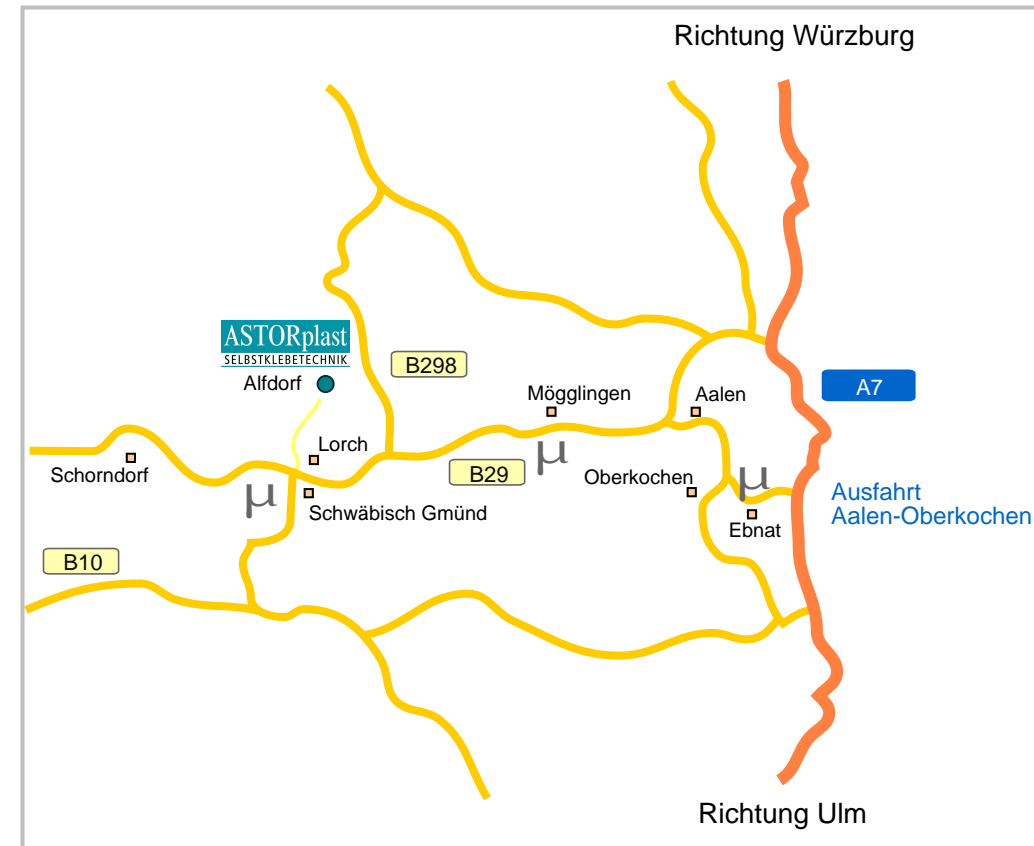 Richtung Würzburg
ASTORplast
SELBSTKLEBETECHNIK
Alfdorf
B298
A7
Mögglingen
Aalen
Lorch
µ
Schorndorf
B29
Oberkochen
µ
µ
Ausfahrt
Aalen-Oberkochen
Schwäbisch Gmünd
Ebnat
B10
Richtung Ulm